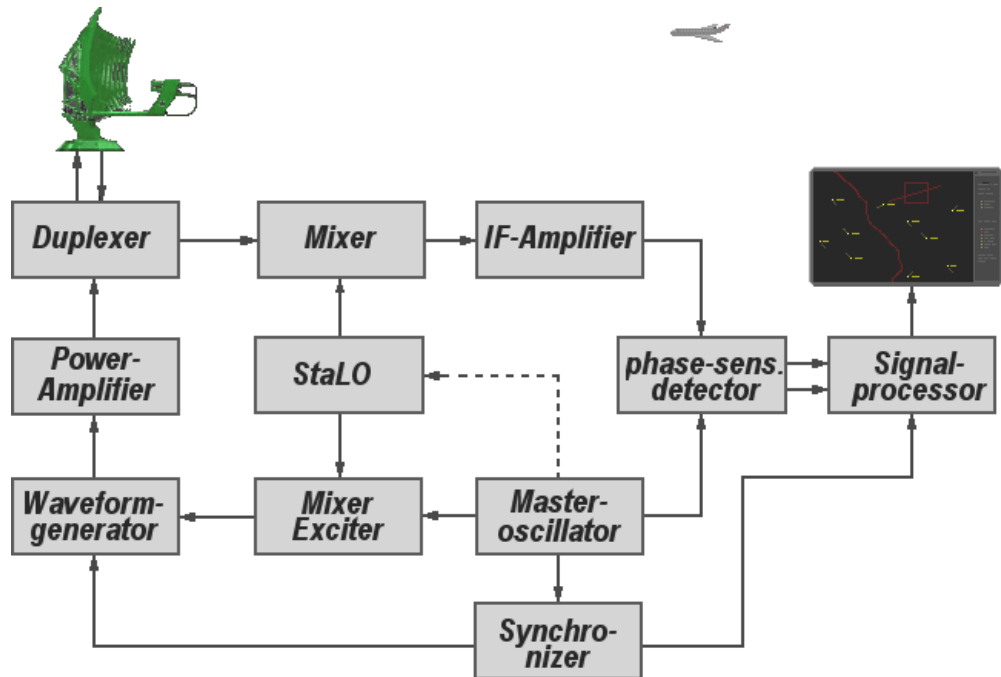 Duplexer
Mixer
IF-Amplifier
Power-
Amplifier
StaLO
phase-sens.
detector
Signal-
processor
Waveform-
generator
Mixer
Exciter
Master-
oscillator
Synchro-
nizer